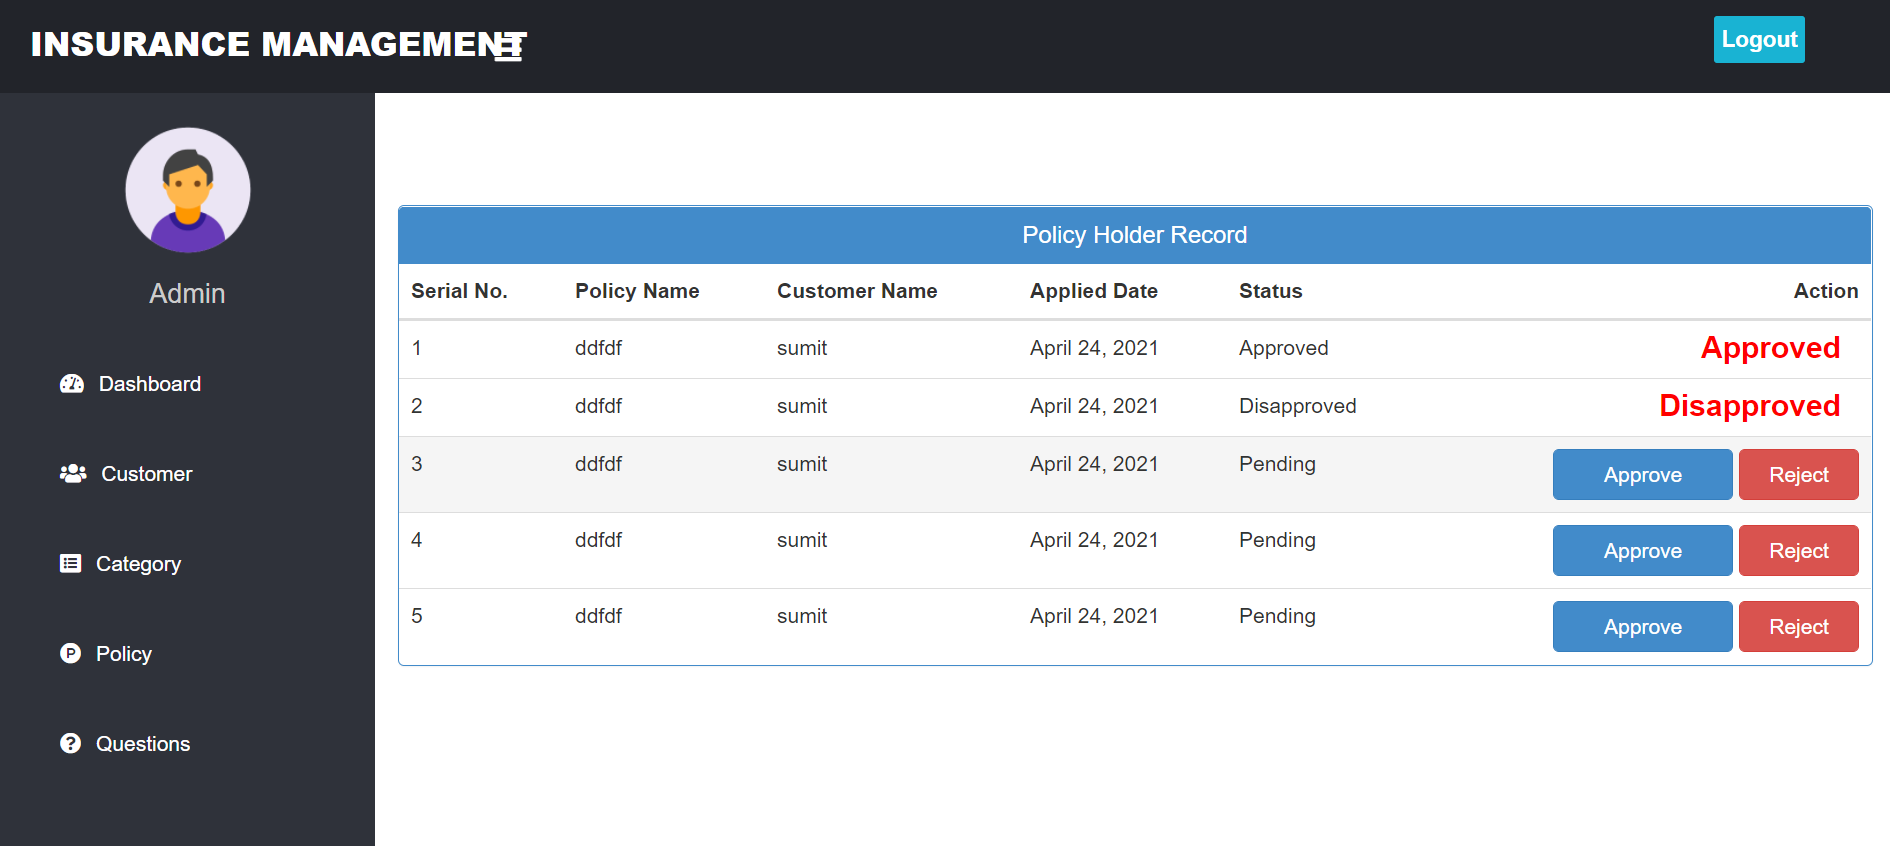 INSURANCE MANAGEMENT
Logout
Admin
Dashboard
Customer
Category
Policy
Questions
Policy Holder Record
Serial No. Policy Name Customer Name Applied Date Status Action
1 ddfdf sumit April 24, 2021 Approved Approved
2 ddfdf sumit April 24, 2021 Disapproved Disapproved
3 ddfdf sumit April 24, 2021 Pending Approve Reject
4 ddfdf sumit April 24, 2021 Pending Approve Reject
5 ddfdf sumit April 24, 2021 Pending Approve Reject